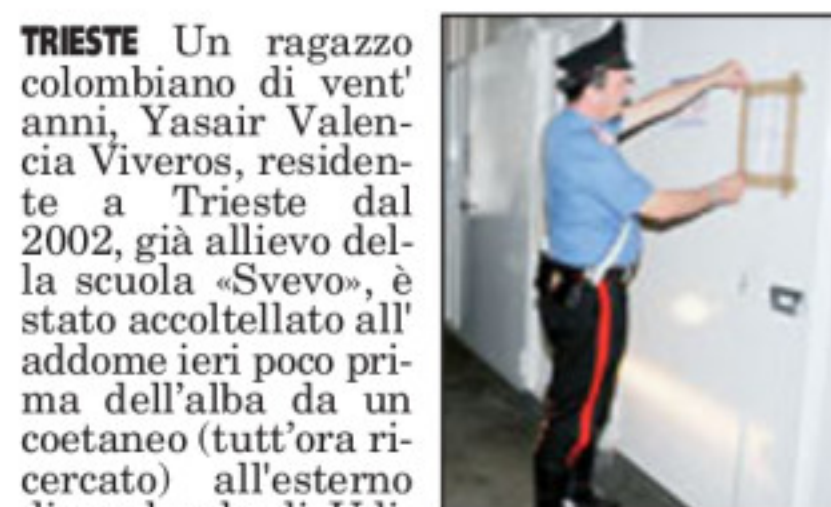 TRIESTE Un ragazzo
colombiano di vent'
anni, Yasair Valen-
cia Viveros, residen-
te a Trieste dal
2002, già allievo del-
la scuola «Svevo», è
stato accoltellato all'
addome ieri poco pri-
ma dell'alba da un
coetaneo (tutt'ora ri-
cercato) all'esterno